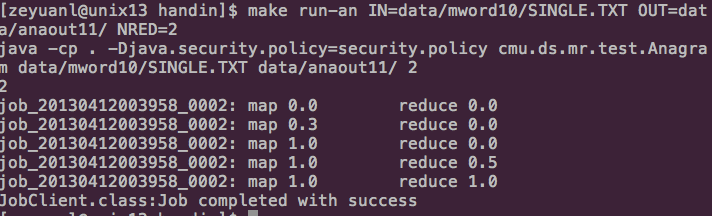 [zeyuanl@unix13 handin]$ make run-an IN=data/mword10/SINGLE.TXT OUT=dat
a/anaout11/ NRED=2
java -cp . -Djava.security.policy=security.policy cmu.ds.mr.test.Anagra
m data/mword10/SINGLE.TXT data/anaout11/ 2
2
job_20130412003958_0002: map 0.0 reduce 0.0
job_20130412003958_0002: map 0.3 reduce 0.0
job_20130412003958_0002: map 1.0 reduce 0.0
job_20130412003958_0002: map 1.0 reduce 0.5
job_20130412003958_0002: map 1.0 reduce 1.0
JobClient.class:Job completed with success
[zeyuanl@unix13 handin]$